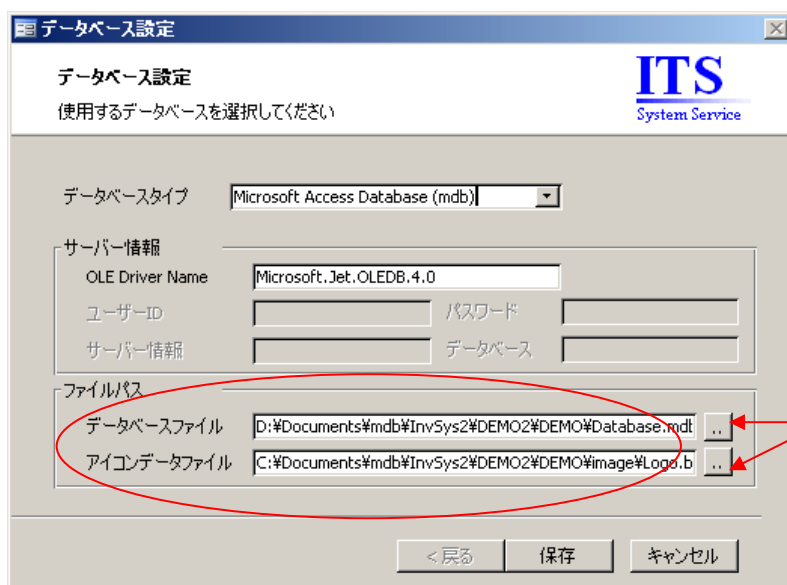 データベース設定
データベース設定
使用するデータベースを選択してください
ITS
System Service
データベースタイプ Microsoft Access Database (mdb)
サーバー情報
OLE Driver Name Microsoft.Jet.OLEDB.4.0
ユーザーID パスワード
サーバー情報 データベース
ファイルパス
データベースファイル D:¥Documents¥mdb¥InvSys2¥DEMO2¥DEMO¥Database.mdb ..
アイコンデータファイル C:¥Documents¥mdb¥InvSys2¥DEMO2¥DEMO¥image¥Logo.b ..
<戻る 保存 キャンセル